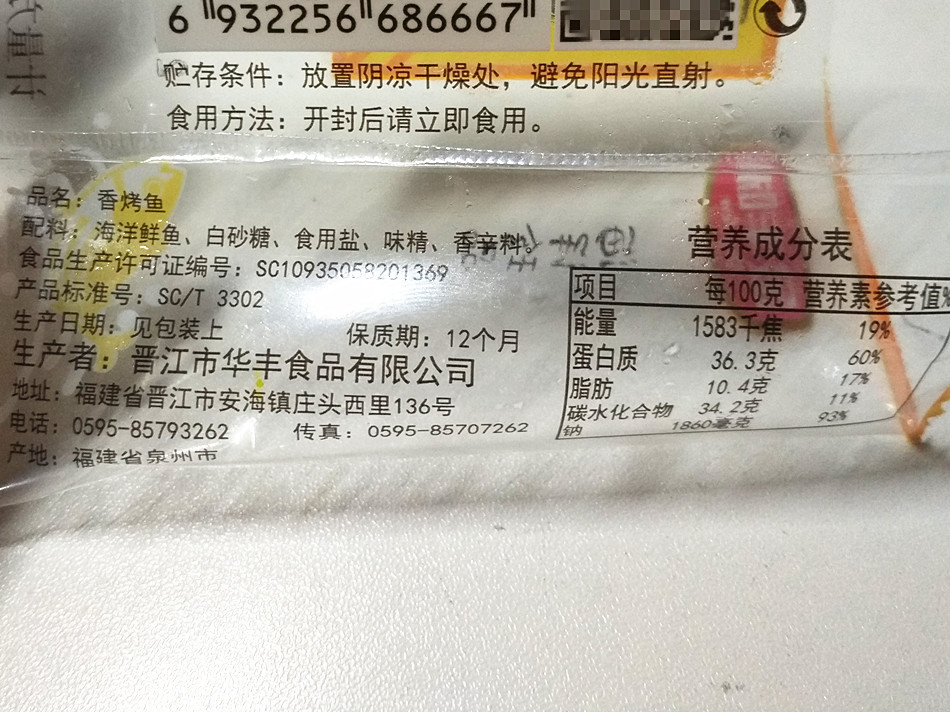 6 932256 686667
贮存条件：放置阴凉干燥处，避免阳光直射。
食用方法：开封后请立即食用。
品名：香烤鱼
配料：海洋鲜鱼、白砂糖、食用盐、味精、香辛料。
食品生产许可证编号：SC10935058201369
产品标准号：SC/T 3302
生产日期：见包装上
保质期：12个月
生产者：晋江市华丰食品有限公司
地址：福建省晋江市安海镇庄头西里136号
电话：0595-85793262
传真：0595-85707262
产地：福建省泉州市
营养成分表
项目 每100克 营养素参考值%
能量 1583千焦 19%
蛋白质 36.3克 60%
脂肪 10.4克 17%
碳水化合物 34.2克 11%
钠 1860毫克 93%